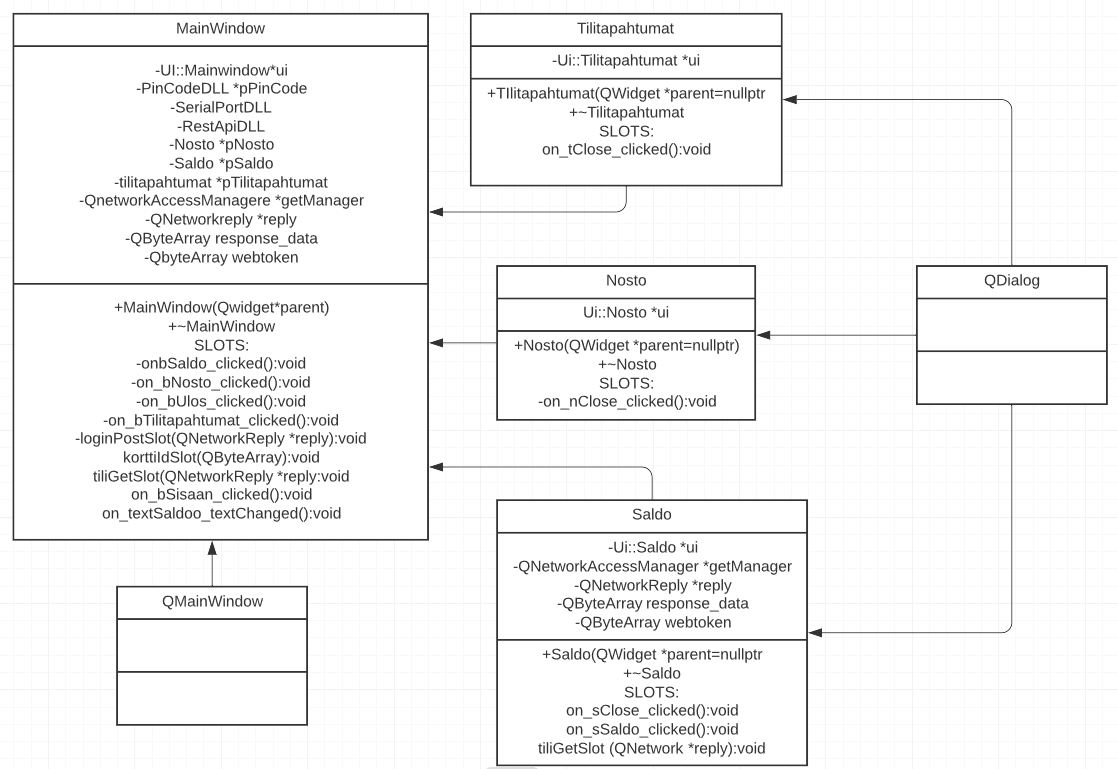 MainWindow
-UI::Mainwindow*ui
-PinCodeDLL *pPinCode
-SerialPortDLL
-RestApiDLL
-Nosto *pNosto
-Saldo *pSaldo
-tilitapahtumat *pTilitapahtumat
-QnetworkAccessManagere *getManager
-QNetworkreply *reply
-QByteArray response_data
-QbyteArray webtoken
+MainWindow(Qwidget*parent)
+~MainWindow
SLOTS:
-onbSaldo_clicked():void
-on_bNosto_clicked():void
-on_bUlos_clicked():void
-on_bTilitapahtumat_clicked():void
-loginPostSlot(QNetworkReply *reply):void
korttiIdSlot(QByteArray):void
tiliGetSlot(QNetworkReply *reply:void
on_bSisaan_clicked():void
on_textSaldoo_textChanged():void
QMainWindow
Tilitapahtumat
-Ui::Tilitapahtumat *ui
+TIlitapahtumat(QWidget *parent=nullptr
+~Tilitapahtumat
SLOTS:
on_tClose_clicked():void
Nosto
Ui::Nosto *ui
+Nosto(QWidget *parent=nullptr)
+~Nosto
SLOTS:
-on_nClose_clicked():void
Saldo
-Ui::Saldo *ui
-QNetworkAccessManager *getManager
-QNetworkReply *reply
-QByteArray response_data
-QByteArray webtoken
+Saldo(QWidget *parent=nullptr
+~Saldo
SLOTS:
on_sClose_clicked():void
on_sSaldo_clicked():void
tiliGetSlot (QNetwork *reply):void
QDialog